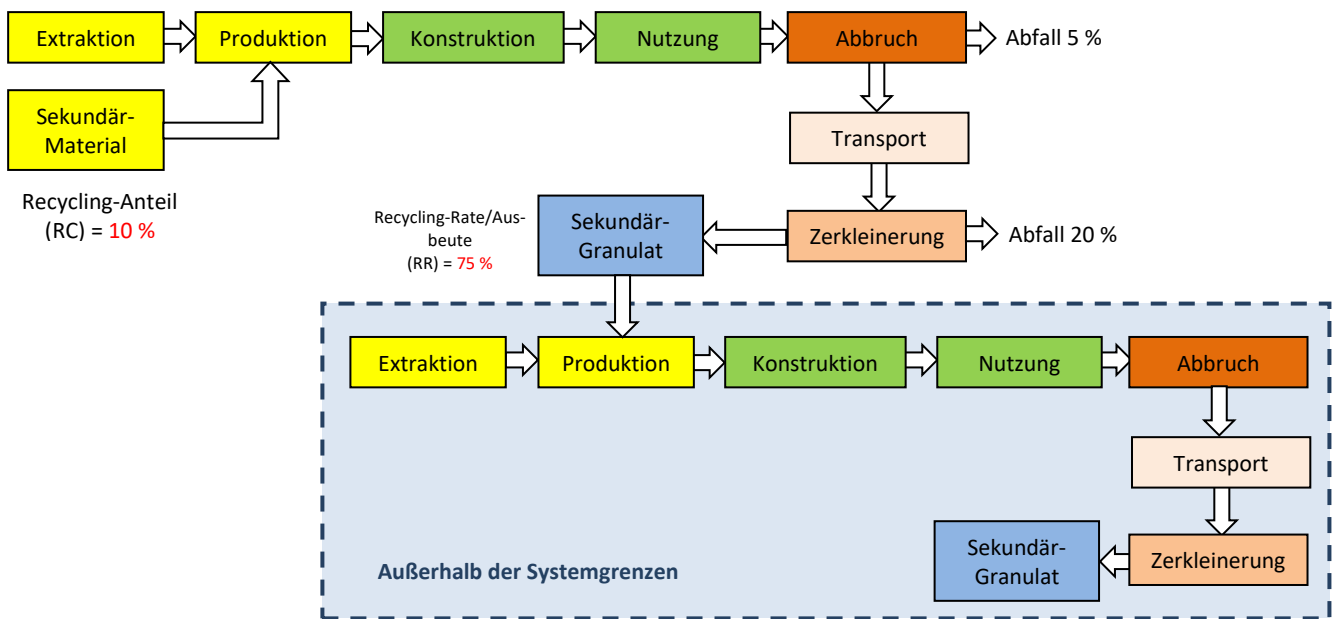 Extraktion
Produktion
Konstruktion
Nutzung
Abbruch
Abfall 5 %
Sekundär-
Material
Transport
Recycling-Anteil
(RC) = 10 %
Recycling-Rate/Aus-
beute
(RR) = 75 %
Sekundär-
Granulat
Zerkleinerung
Abfall 20 %
Extraktion
Produktion
Konstruktion
Nutzung
Abbruch
Transport
Sekundär-
Granulat
Zerkleinerung
Außerhalb der Systemgrenzen